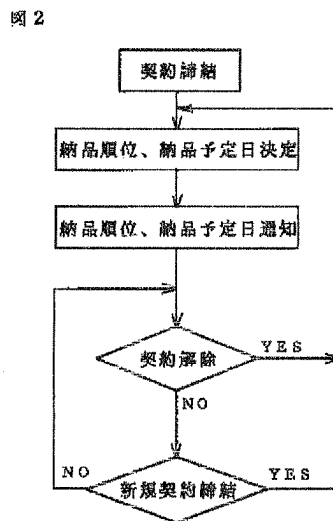 図2
契約締結
納品順位、納品予定日決定
納品順位、納品予定日通知
契約解除
YES
NO
新規契約締結
NO
YES